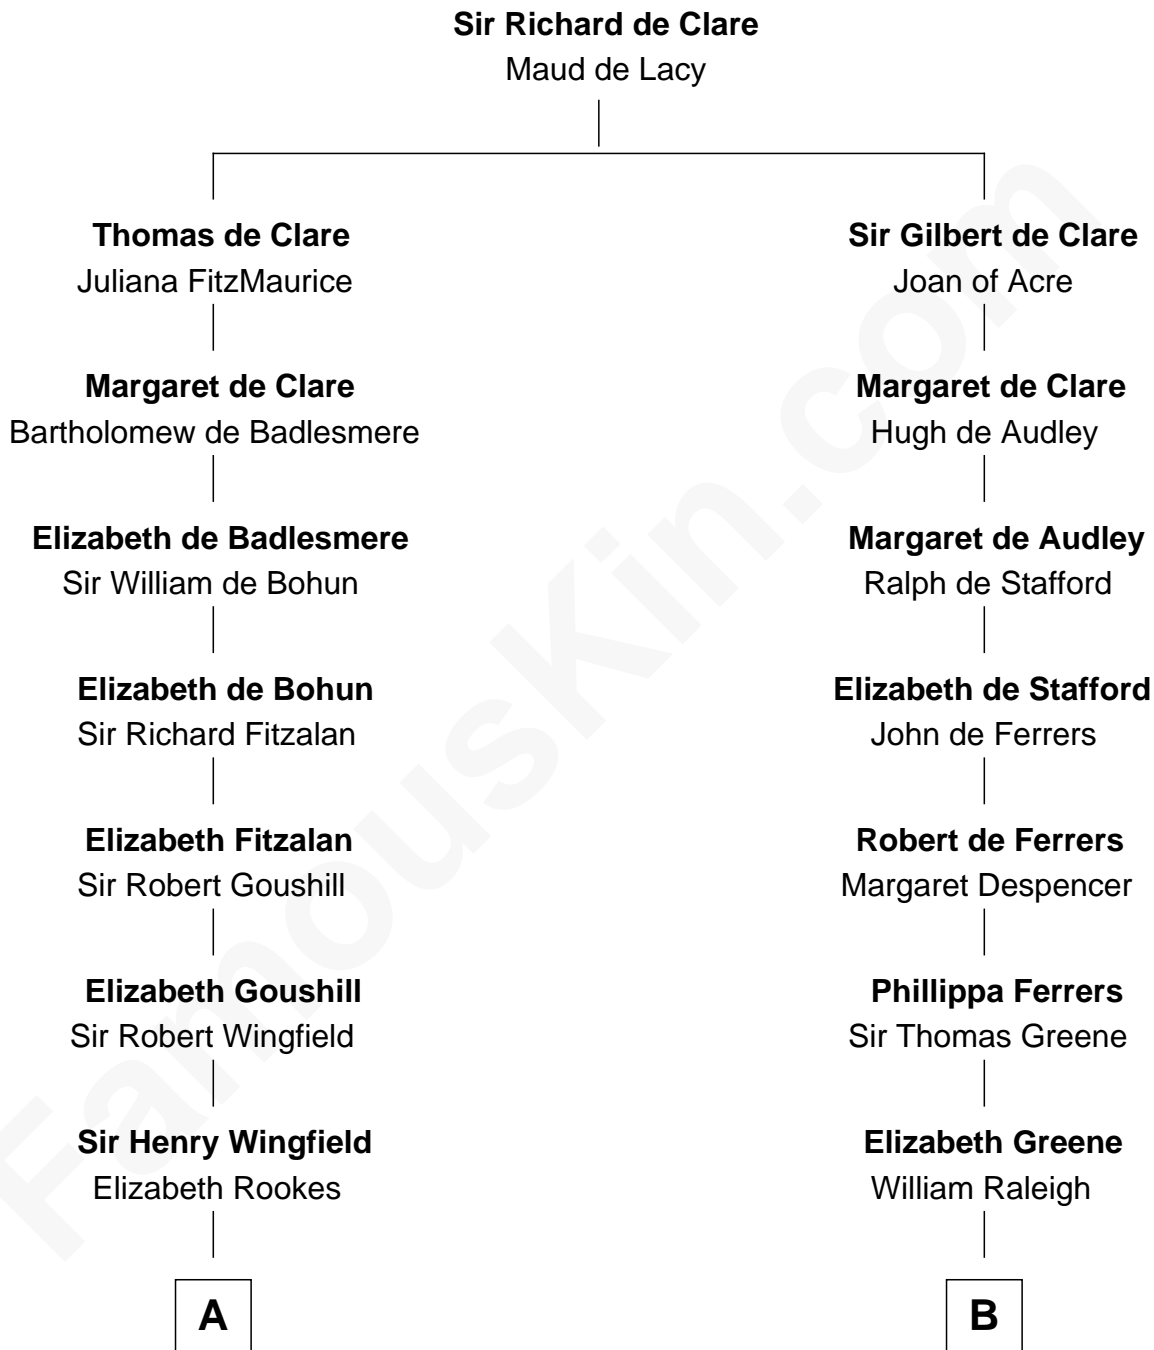 Sir Richard de Clare
Maud de Lacy
Thomas de Clare
Juliana FitzMaurice
Margaret de Clare
Bartholomew de Badlesmere
Elizabeth de Badlesmere
Sir William de Bohun
Elizabeth de Bohun
Sir Richard Fitzalan
Elizabeth Fitzalan
Sir Robert Goushill
Elizabeth Goushill
Sir Robert Wingfield
Sir Henry Wingfield
Elizabeth Rookes
A
Sir Gilbert de Clare
Joan of Acre
Margaret de Clare
Hugh de Audley
Margaret de Audley
Ralph de Stafford
Elizabeth de Stafford
John de Ferrers
Robert de Ferrers
Margaret Despencer
Phillippa Ferrers
Sir Thomas Greene
Elizabeth Greene
William Raleigh
B
FamousKin.com